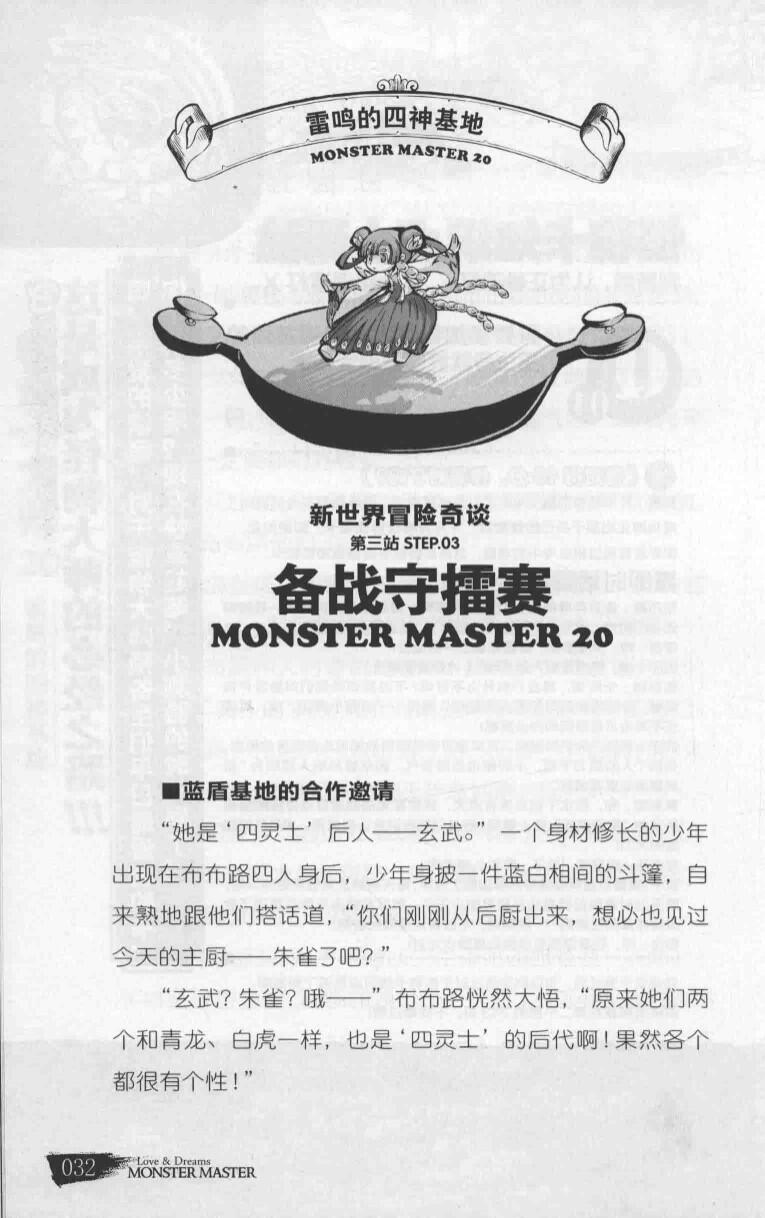 雷鸣的四神基地
MONSTER MASTER 20
新世界冒险奇谈
第三站 STEP.03
备战守擂赛
MONSTER MASTER 20
■蓝盾基地的合作邀请
“她是‘四灵士’后人——玄武。”一个身材修长的少年
出现在布布路四人身后，少年身披一件蓝白相间的斗篷，自
来熟地跟他们搭话道，“你们刚刚从后厨出来，想必也见过
今天的主厨——朱雀了吧？”
“玄武？朱雀？哦——”布布路恍然大悟，“原来她们两
个和青龙、白虎一样，也是‘四灵士’的后代啊！果然各个
都很有个性！”
032
Love & Dreams
MONSTER MASTER